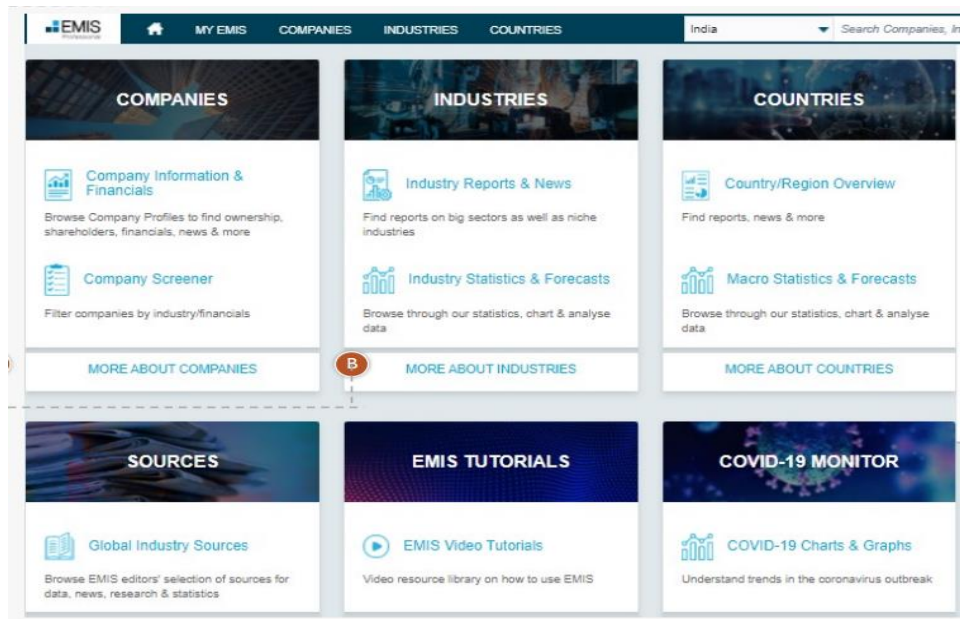 EMIS
Professional
MY EMIS
COMPANIES
INDUSTRIES
COUNTRIES
India
Search Companies, In
COMPANIES
Company Information &
Financials
Browse Company Profiles to find ownership,
shareholders, financials, news & more
Company Screener
Filter companies by industry/financials
MORE ABOUT COMPANIES
INDUSTRIES
Industry Reports & News
Find reports on big sectors as well as niche
industries
Industry Statistics & Forecasts
Browse through our statistics, chart & analyse
data
B
MORE ABOUT INDUSTRIES
COUNTRIES
Country/Region Overview
Find reports, news & more
Macro Statistics & Forecasts
Browse through our statistics, chart & analyse
data
MORE ABOUT COUNTRIES
SOURCES
Global Industry Sources
Browse EMIS editors' selection of sources for
data, news, research & statistics
EMIS TUTORIALS
EMIS Video Tutorials
Video resource library on how to use EMIS
COVID-19 MONITOR
COVID-19 Charts & Graphs
Understand trends in the coronavirus outbreak